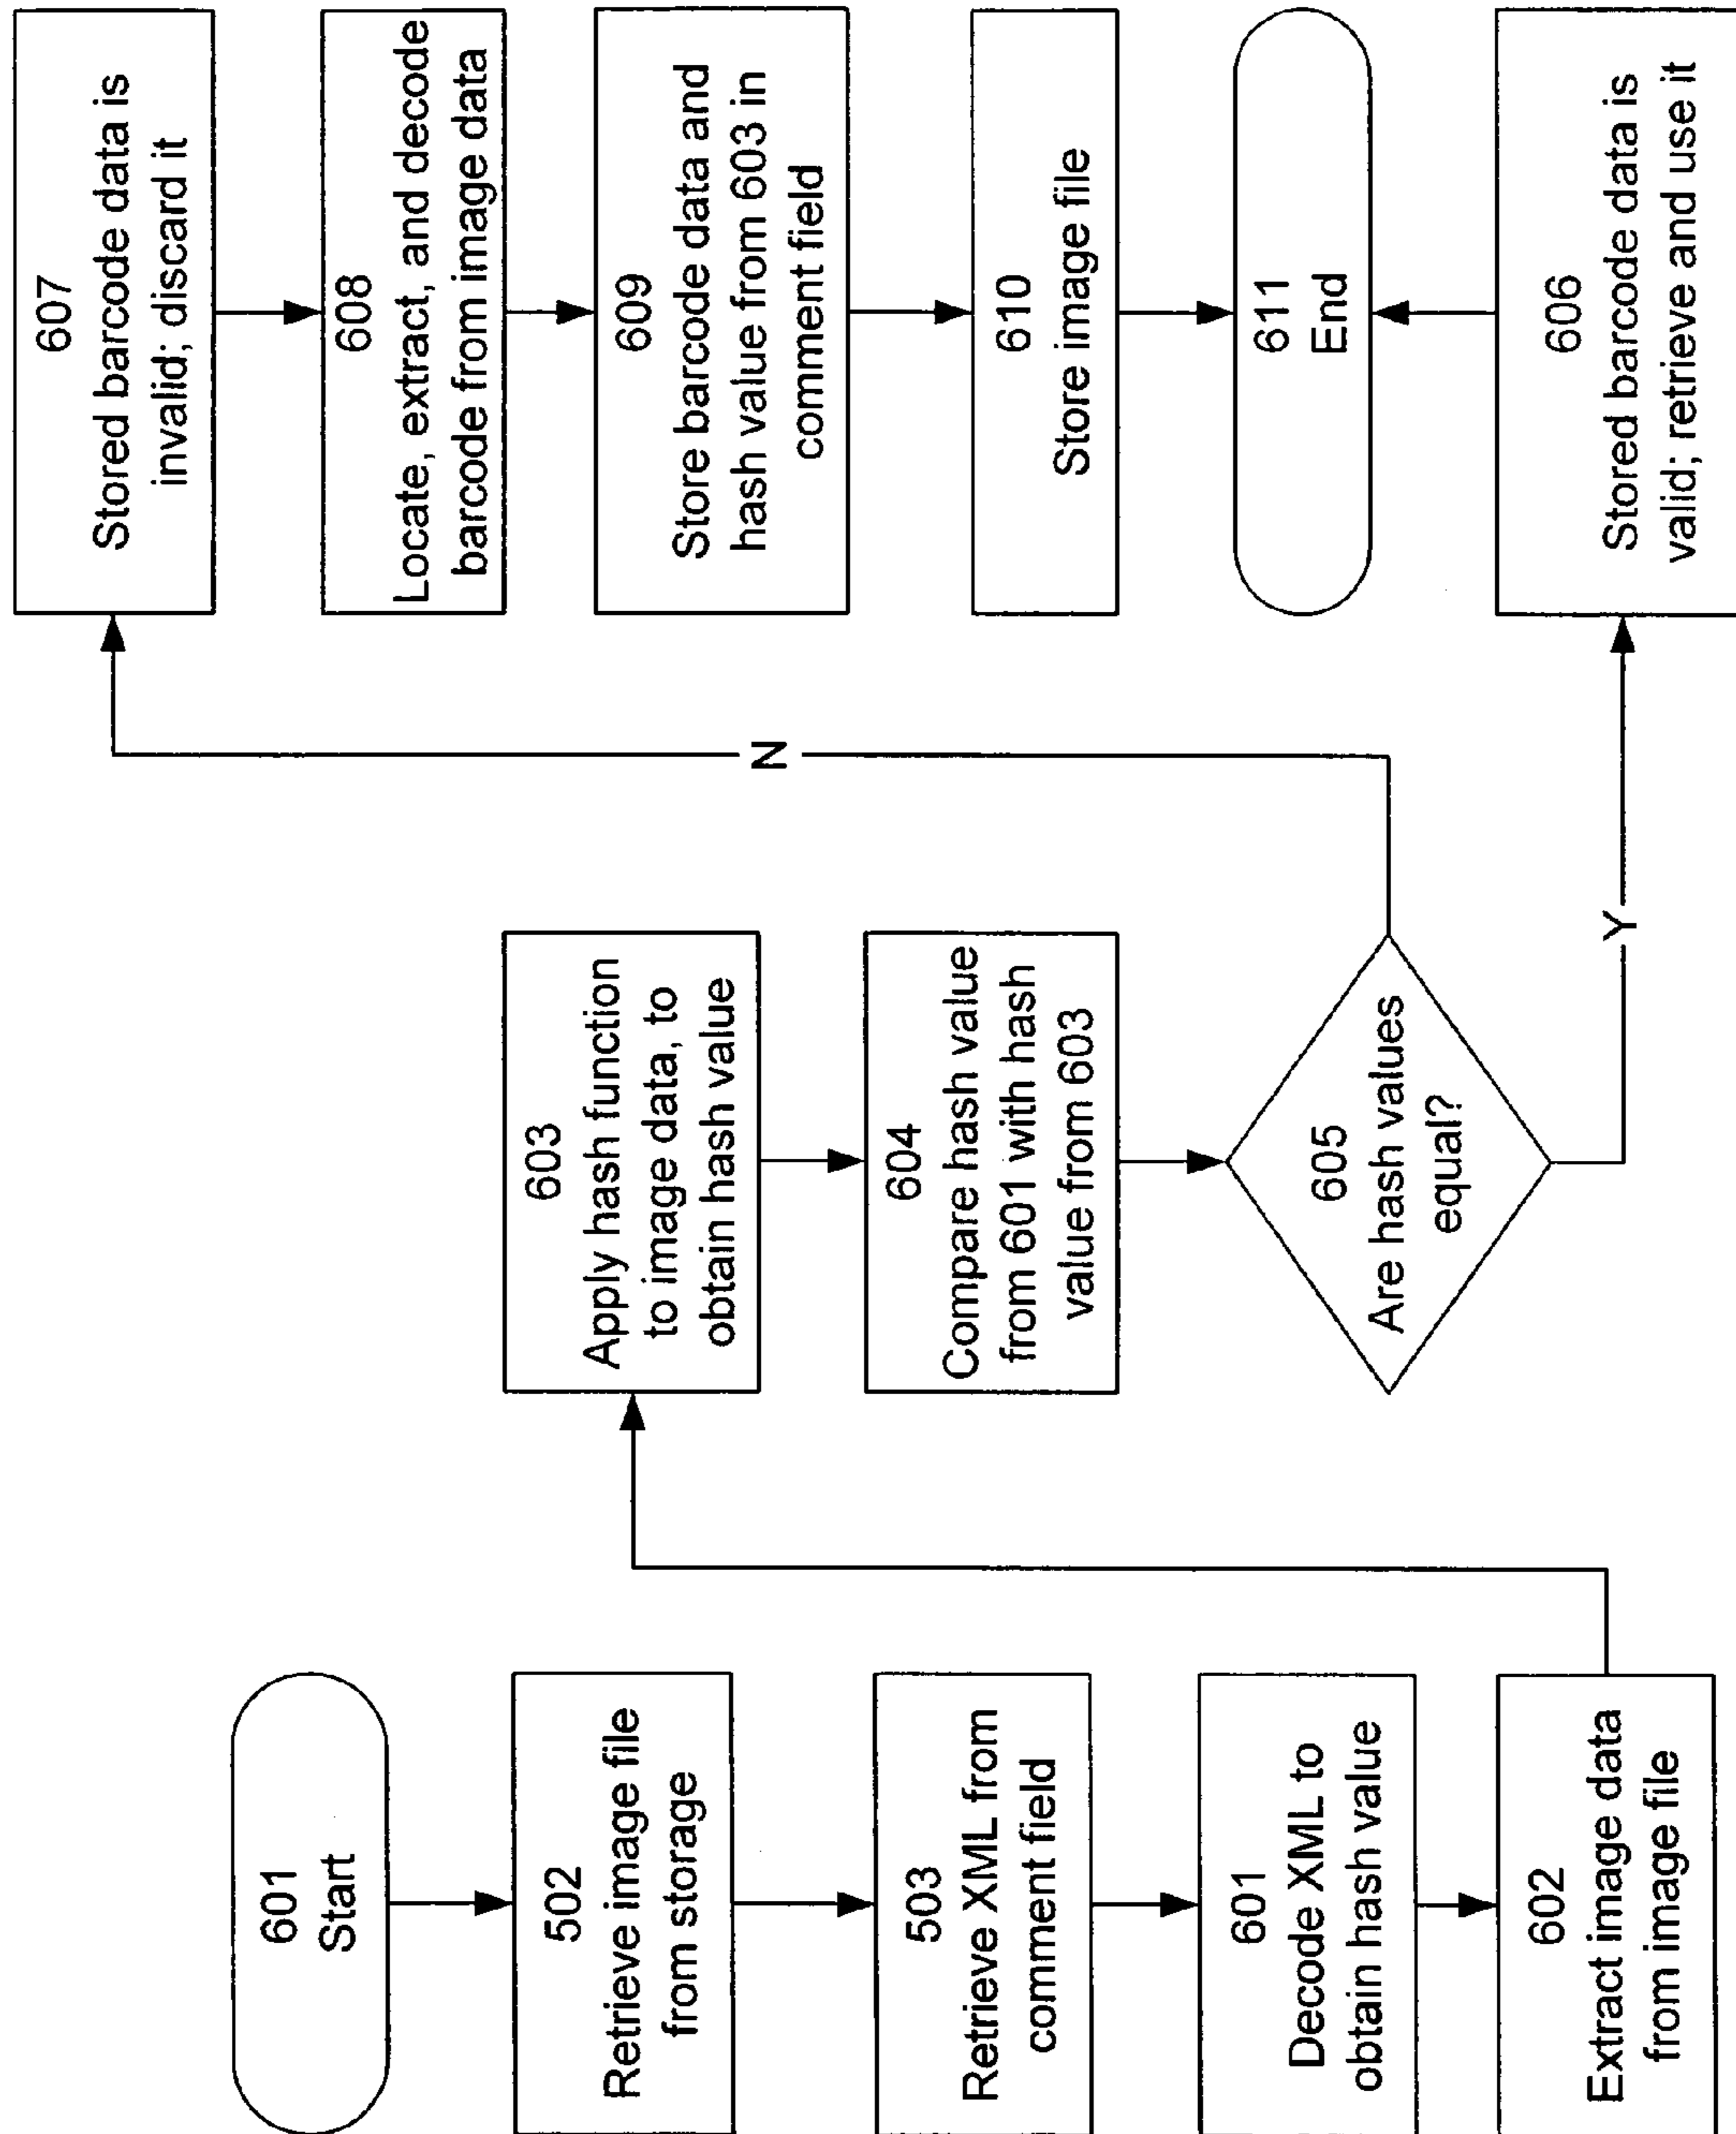 601
Start
502
Retrieve image file
from storage
503
Retrieve XML from
comment field
601
Decode XML to
obtain hash value
602
Extract image data
from image file
603
Apply hash function
to image data, to
obtain hash value
604
Compare hash value
from 601 with hash
value from 603
605
Are hash values
equal?
N
Y
607
Stored barcode data is
invalid; discard it
608
Locate, extract, and decode
barcode from image data
609
Store barcode data and
hash value from 603 in
comment field
610
Store image file
611
End
606
Stored barcode data is
valid; retrieve and use it